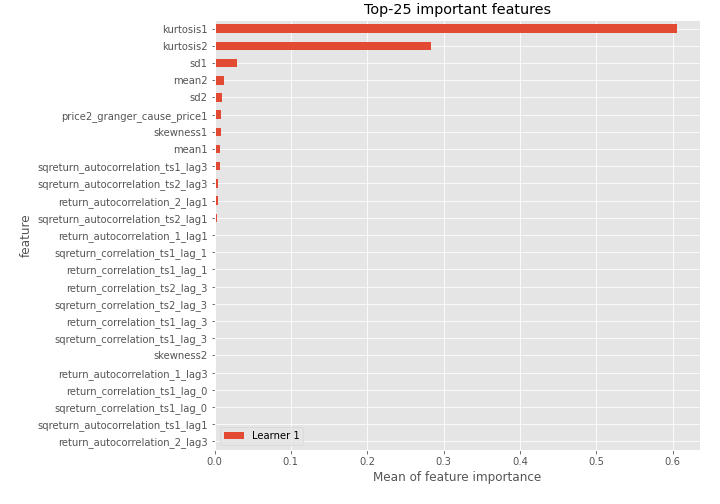 Top-25 important features
kurtosis1
kurtosis2
sd1
mean2
sd2
price2_granger_cause_price1
skewness1
mean1
sqreturn_autocorrelation_ts1_lag3
sqreturn_autocorrelation_ts2_lag3
return_autocorrelation_2_lag1
sqreturn_autocorrelation_ts2_lag1
return_autocorrelation_1_lag1
sqreturn_correlation_ts1_lag_1
return_correlation_ts1_lag_1
return_correlation_ts2_lag_3
sqreturn_correlation_ts2_lag_3
return_correlation_ts1_lag_3
sqreturn_correlation_ts1_lag_3
skewness2
return_autocorrelation_1_lag3
return_correlation_ts1_lag_0
sqreturn_correlation_ts1_lag_0
sqreturn_autocorrelation_ts1_lag1
return_autocorrelation_2_lag3
feature
Learner 1
0.0 0.1 0.2 0.3 0.4 0.5 0.6
Mean of feature importance